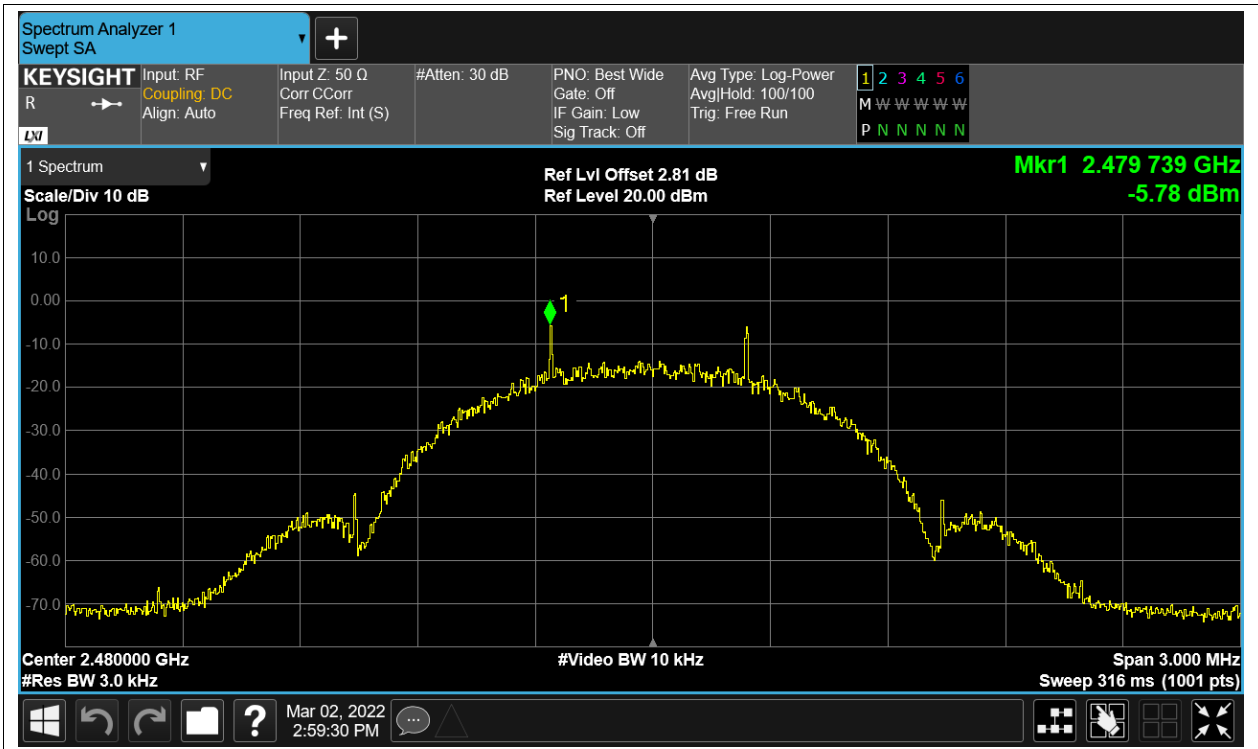 Spectrum Analyzer 1
Swept SA
KEYSIGHT
R
LXI
Input: RF
Coupling: DC
Align: Auto
Input Z: 50 Ω
Corr CCorr
Freq Ref: Int (S)
#Atten: 30 dB
PNO: Best Wide
Gate: Off
IF Gain: Low
Sig Track: Off
Avg Type: Log-Power
Avg|Hold: 100/100
Trig: Free Run
1 2 3 4 5 6
M W W W W W
P N N N N N
1 Spectrum
Scale/Div 10 dB
Ref Lvl Offset 2.81 dB
Ref Level 20.00 dBm
Mkr1 2.479 739 GHz
-5.78 dBm
Log
10.0
0.00
1
-10.0
-20.0
-30.0
-40.0
-50.0
-60.0
-70.0
Center 2.480000 GHz
#Video BW 10 kHz
Span 3.000 MHz
#Res BW 3.0 kHz
Sweep 316 ms (1001 pts)
?
Mar 02, 2022
2:59:30 PM